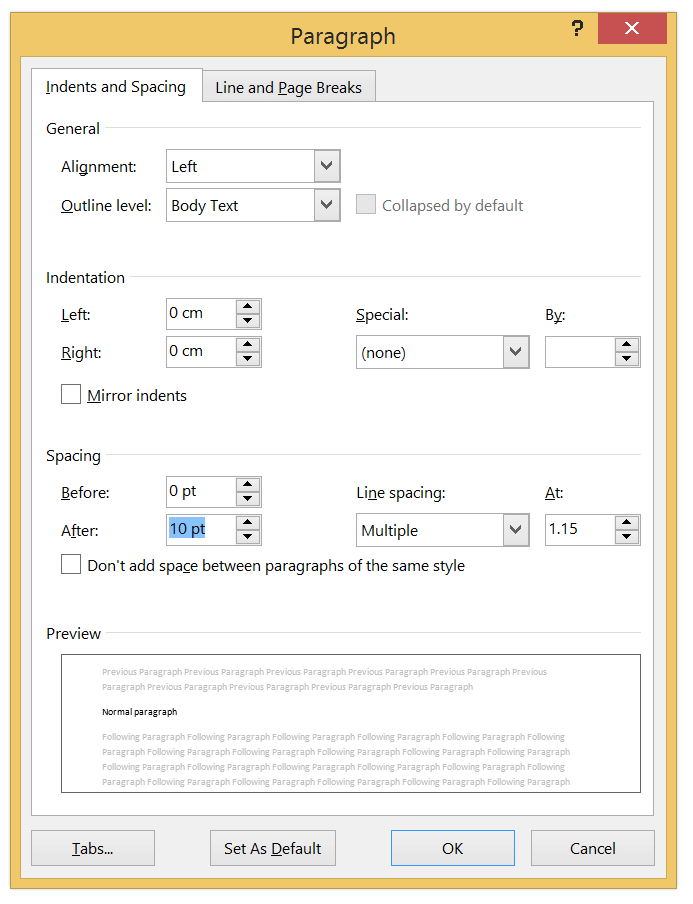 Paragraph ?
Indents and Spacing Line and Page Breaks
General
Alignment: Left
Outline level: Body Text Collapsed by default
Indentation
Left: 0 cm Special: By:
Right: 0 cm (none)
Mirror indents
Spacing
Before: 0 pt Line spacing: At:
After: 10 pt Multiple 1.15
Don't add space between paragraphs of the same style
Preview
Previous Paragraph Previous Paragraph Previous Paragraph Previous Paragraph Previous Paragraph Previous
Paragraph Previous Paragraph Previous Paragraph Previous Paragraph Previous Paragraph
Normal paragraph
Following Paragraph Following Paragraph Following Paragraph Following Paragraph Following Paragraph Following
Paragraph Following Paragraph Following Paragraph Following Paragraph Following Paragraph Following Paragraph
Following Paragraph Following Paragraph Following Paragraph Following Paragraph Following Paragraph Following
Paragraph Following Paragraph Following Paragraph Following Paragraph Following Paragraph Following Paragraph
Tabs... Set As Default OK Cancel